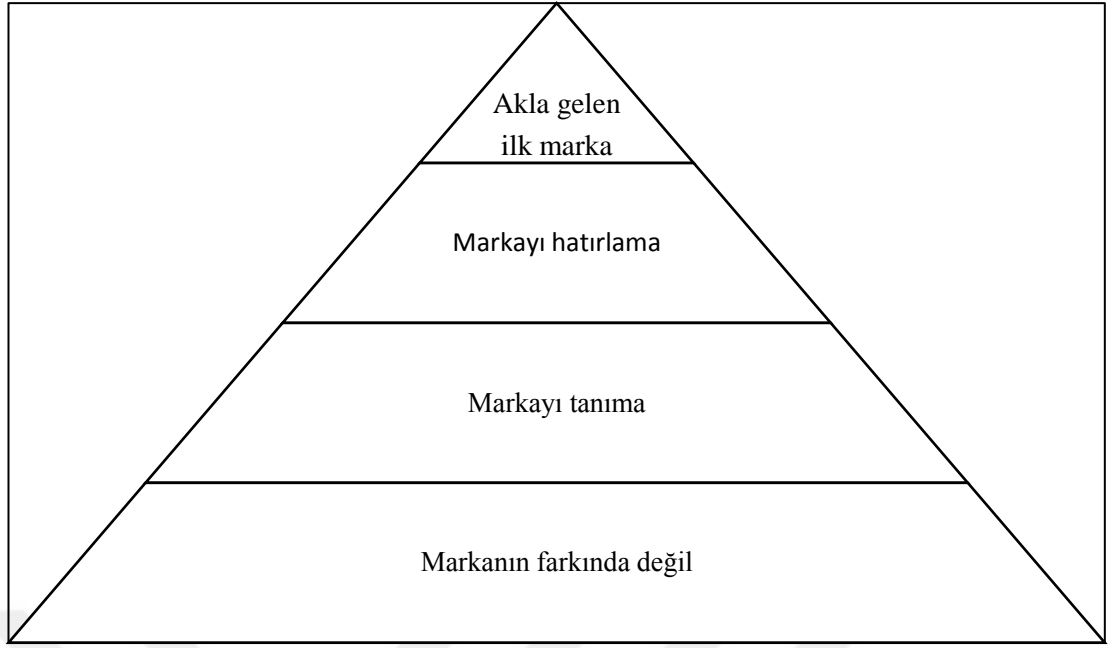 Akla gelen
ilk marka
Markayı hatırlama
Markayı tanıma
Markanın farkında değil